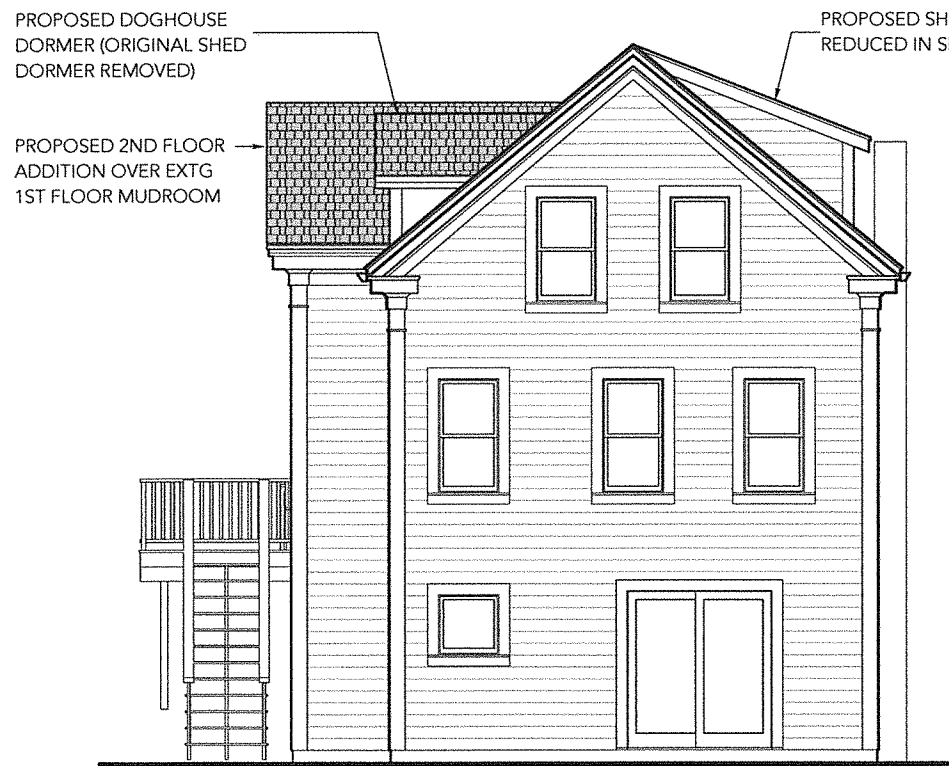 PROPOSED DOGHOUSE
DORMER (ORIGINAL SHED
DORMER REMOVED)
PROPOSED 2ND FLOOR
ADDITION OVER EXTG
1ST FLOOR MUDROOM
PROPOSED
REDUCED IN